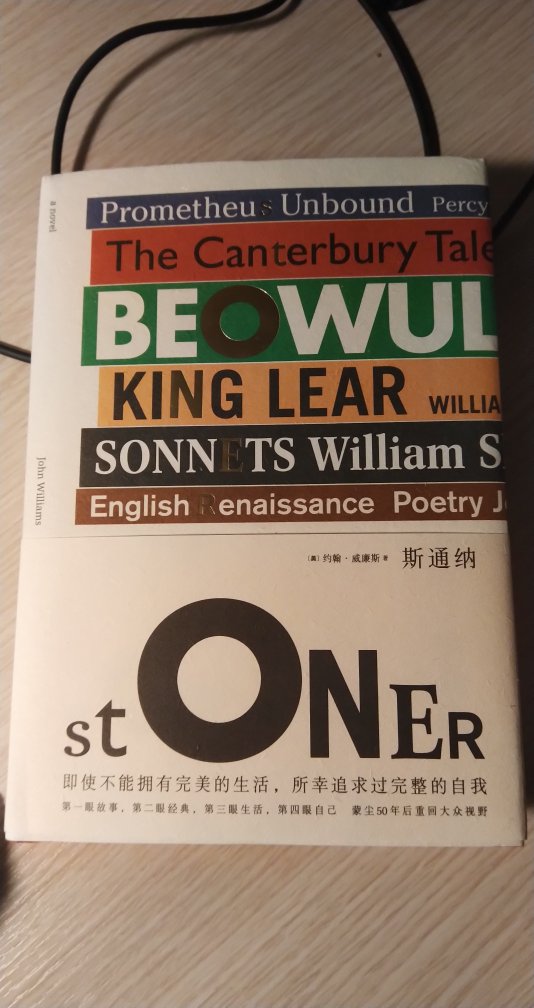 a novel
Prometheus Unbound Percy
The Canterbury Tale
BEOWUL
KING LEAR WILLIA
SONNETS William S
English Renaissance Poetry J
John Williams
[美] 约翰·威廉斯 著 斯通纳
stONER
即使不能拥有完美的生活，所幸追求过完整的自我
第一眼故事，第二眼经典，第三眼生活，第四眼自己 蒙尘50年后重回大众视野